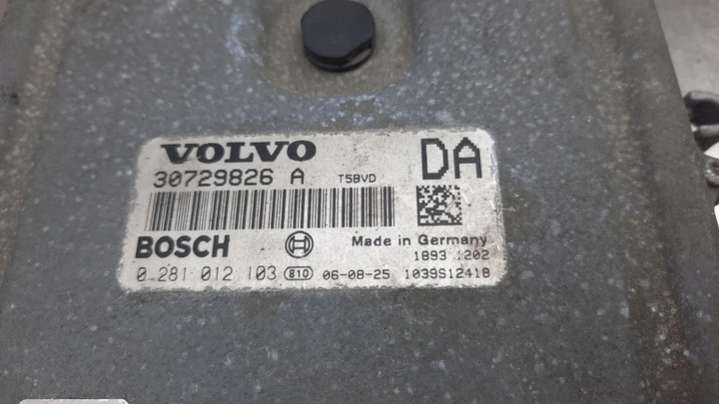 VOLVO
DA
30729826 A T5BVD
BOSCH
Made in Germany
1893 1202
0 281 012 103 810 06-08-25 1039S12418